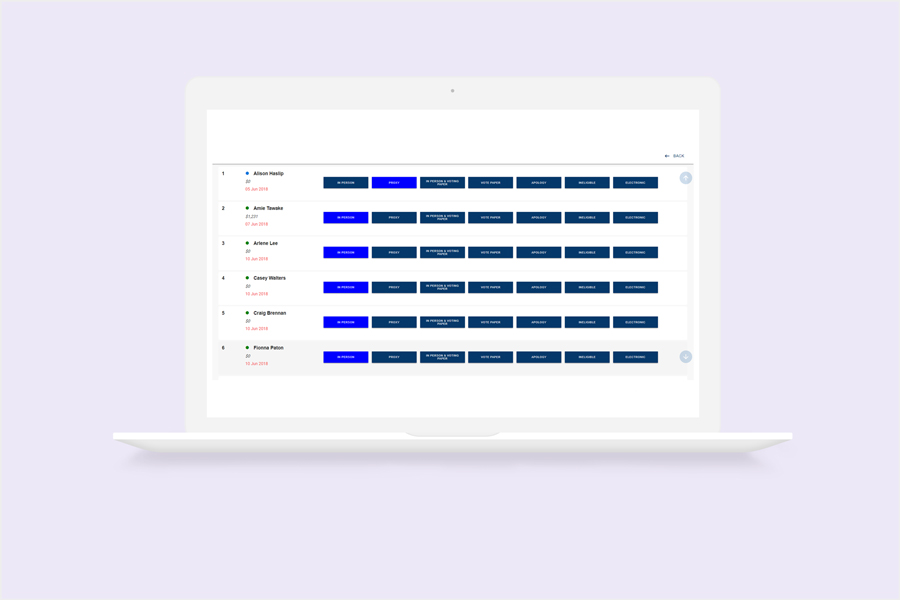 BACK
1 Alison Haslip
$0
05 Jun 2018
IN PERSON PROXY IN PERSON & VOTING PAPER VOTE PAPER APOLOGY INELIGIBLE ELECTRONIC
2 Amie Tawake
$1,231
07 Jun 2018
IN PERSON PROXY IN PERSON & VOTING PAPER VOTE PAPER APOLOGY INELIGIBLE ELECTRONIC
3 Arlene Lee
$0
10 Jun 2018
IN PERSON PROXY IN PERSON & VOTING PAPER VOTE PAPER APOLOGY INELIGIBLE ELECTRONIC
4 Casey Walters
$0
10 Jun 2018
IN PERSON PROXY IN PERSON & VOTING PAPER VOTE PAPER APOLOGY INELIGIBLE ELECTRONIC
5 Craig Brennan
$0
10 Jun 2018
IN PERSON PROXY IN PERSON & VOTING PAPER VOTE PAPER APOLOGY INELIGIBLE ELECTRONIC
6 Fionna Paton
$0
10 Jun 2018
IN PERSON PROXY IN PERSON & VOTING PAPER VOTE PAPER APOLOGY INELIGIBLE ELECTRONIC